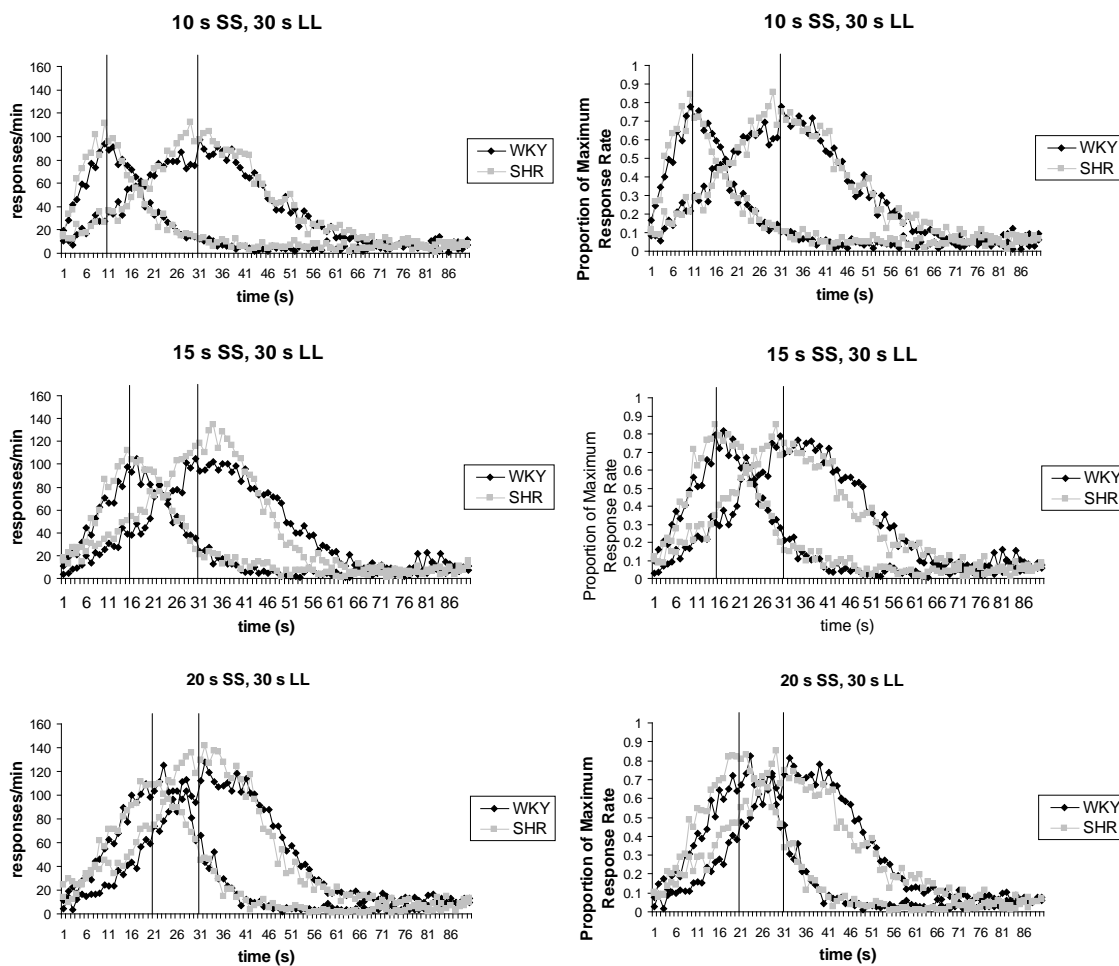 10 s SS, 30 s LL
responses/min
160
140
120
100
80
60
40
20
0
1 6 11 16 21 26 31 36 41 46 51 56 61 66 71 76 81 86
time (s)
WKY
SHR
10 s SS, 30 s LL
Proportion of Maximum
Response Rate
1
0.9
0.8
0.7
0.6
0.5
0.4
0.3
0.2
0.1
0
1 6 11 16 21 26 31 36 41 46 51 56 61 66 71 76 81 86
time (s)
WKY
SHR
15 s SS, 30 s LL
responses/min
160
140
120
100
80
60
40
20
0
1 6 11 16 21 26 31 36 41 46 51 56 61 66 71 76 81 86
time (s)
WKY
SHR
15 s SS, 30 s LL
Proportion of Maximum
Response Rate
1
0.9
0.8
0.7
0.6
0.5
0.4
0.3
0.2
0.1
0
1 6 11 16 21 26 31 36 41 46 51 56 61 66 71 76 81 86
time (s)
WKY
SHR
20 s SS, 30 s LL
responses/min
160
140
120
100
80
60
40
20
0
1 6 11 16 21 26 31 36 41 46 51 56 61 66 71 76 81 86
time (s)
WKY
SHR
20 s SS, 30 s LL
Proportion of Maximum
Response Rate
1
0.9
0.8
0.7
0.6
0.5
0.4
0.3
0.2
0.1
0
1 6 11 16 21 26 31 36 41 46 51 56 61 66 71 76 81 86
time (s)
WKY
SHR